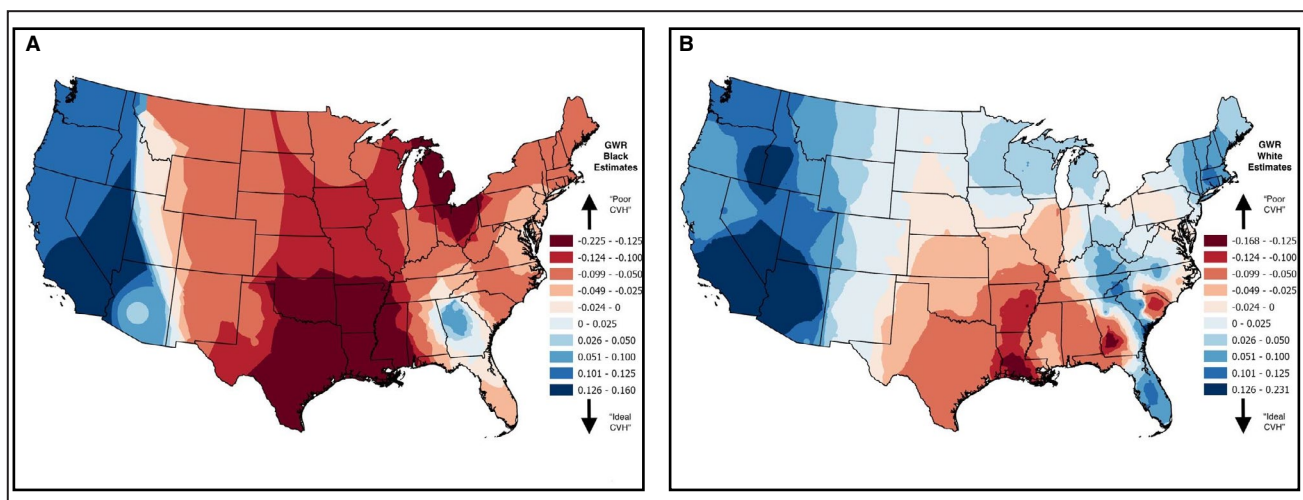 A
GWR
Black
Estimates
"Poor
CVH"
-0.225 - -0.125
-0.124 - -0.100
-0.099 - -0.050
-0.049 - -0.025
-0.024 - 0
0 - 0.025
0.026 - 0.050
0.051 - 0.100
0.101 - 0.125
0.126 - 0.160
"Ideal
CVH"
B
GWR
White
Estimates
"Poor
CVH"
-0.168 - -0.125
-0.124 - -0.100
-0.099 - -0.050
-0.049 - -0.025
-0.024 - 0
0 - 0.025
0.026 - 0.050
0.051 - 0.100
0.101 - 0.125
0.126 - 0.231
"Ideal
CVH"